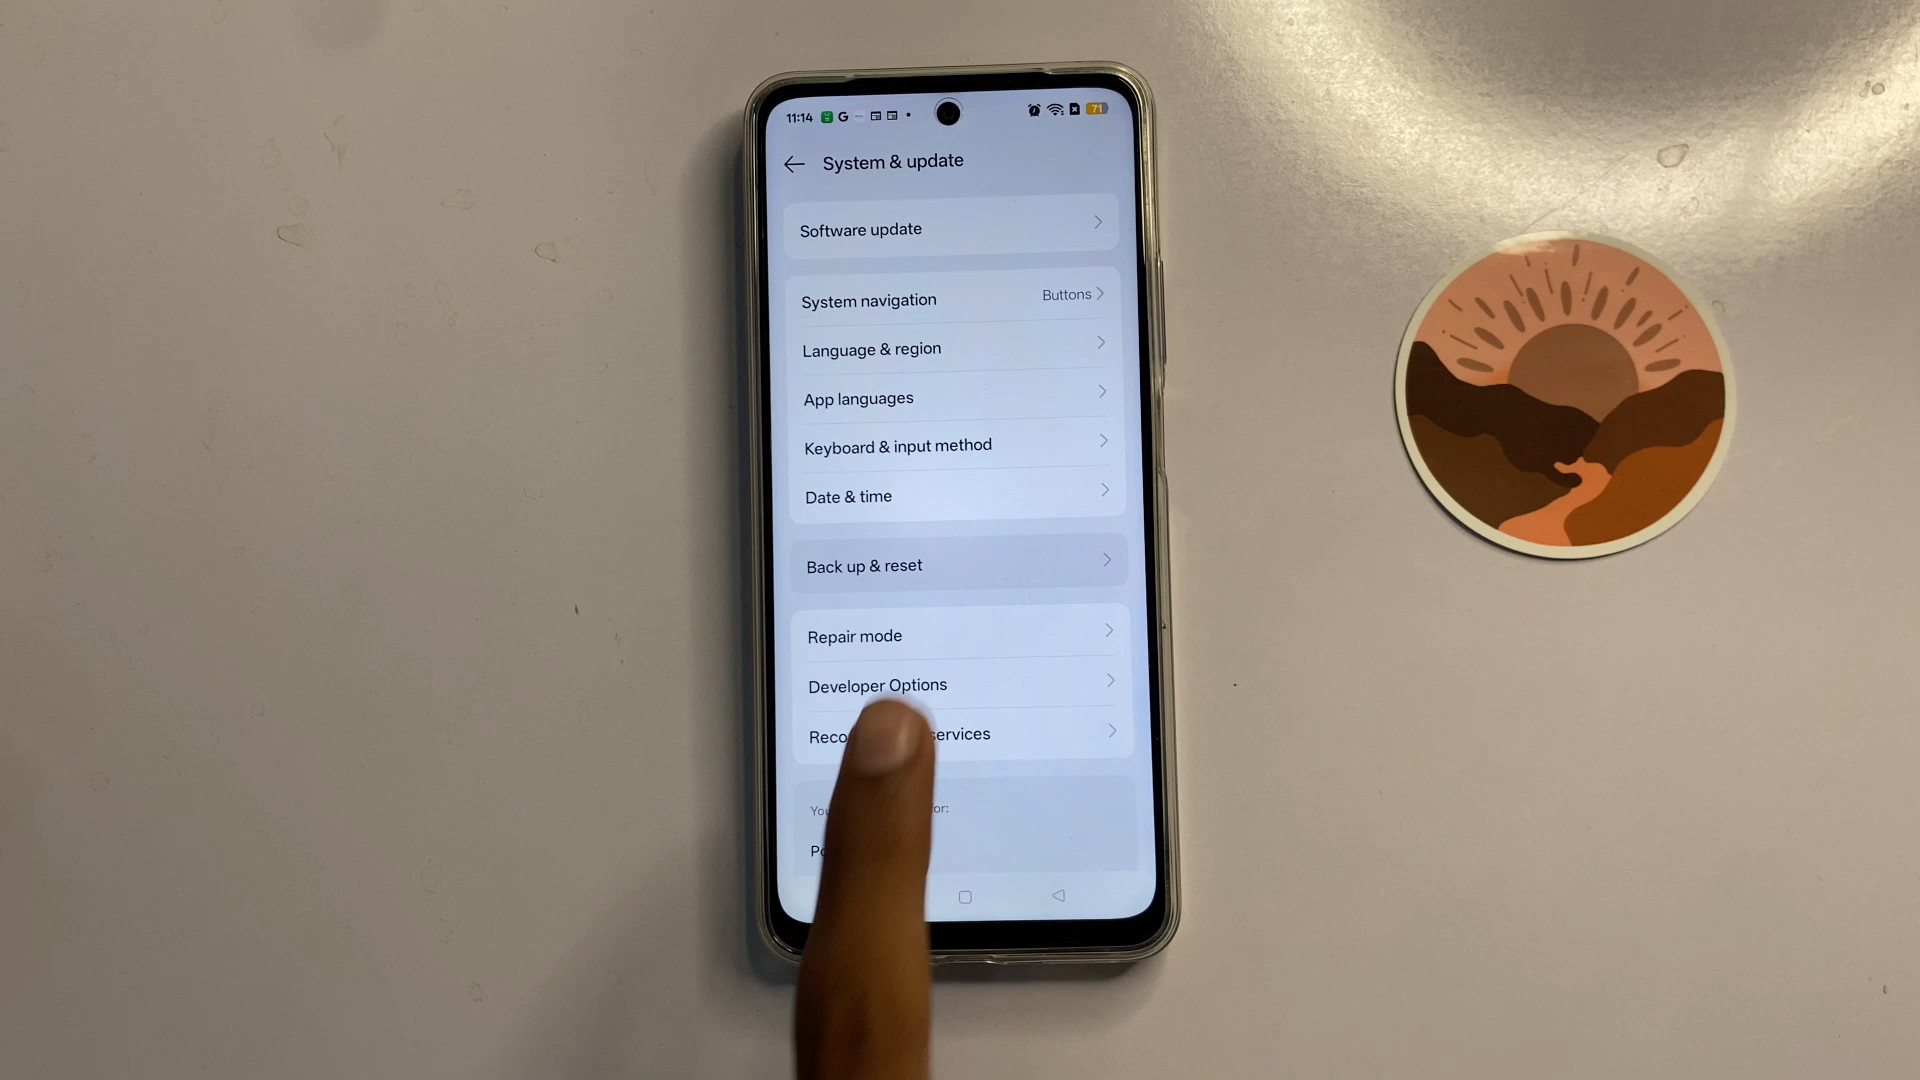 11:14 G 71
System & update
Software update
System navigation Buttons
Language & region
App languages
Keyboard & input method
Date & time
Back up & reset
Repair mode
Developer Options
services